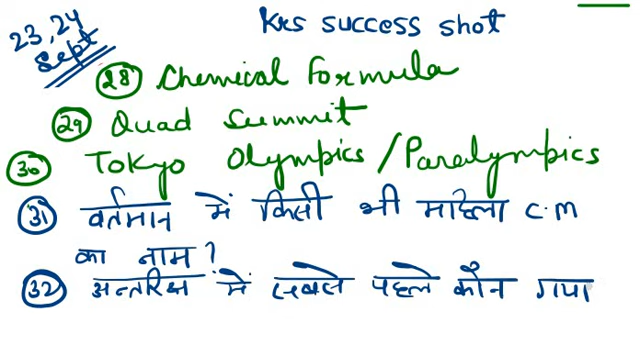 23,24 Sept
Krs success shot
28 Chemical Formula
29 Quad Summit
30 Tokyo Olympics/Paralympics
31 वर्तमान में किसी भी महिला C.M
का नाम?
32 अन्तरिक्ष में सबसे पहले कौन गया